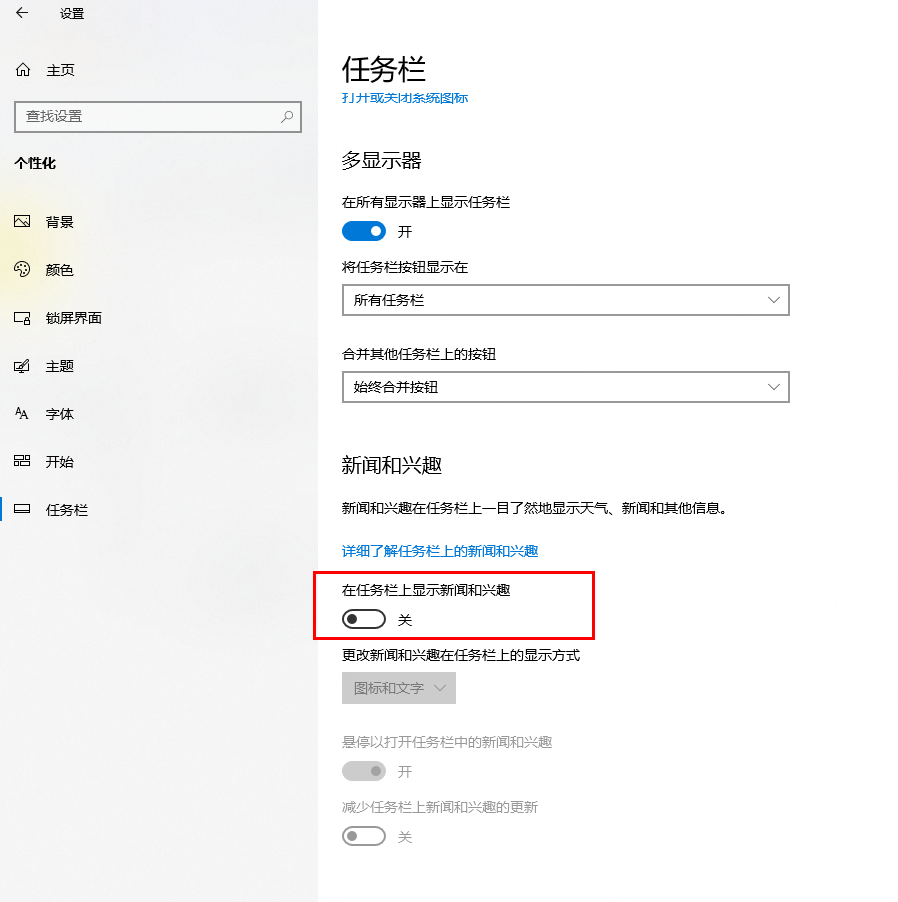 设置
主页
查找设置
个性化
背景
颜色
锁屏界面
主题
字体
开始
任务栏
任务栏
打开或关闭系统图标
多显示器
在所有显示器上显示任务栏
开
将任务栏按钮显示在
所有任务栏
合并其他任务栏上的按钮
始终合并按钮
新闻和兴趣
新闻和兴趣在任务栏上一目了然地显示天气、新闻和其他信息。
详细了解任务栏上的新闻和兴趣
在任务栏上显示新闻和兴趣
关
更改新闻和兴趣在任务栏上的显示方式
图标和文字
悬停以打开任务栏中的新闻和兴趣
开
减少任务栏上新闻和兴趣的更新
关